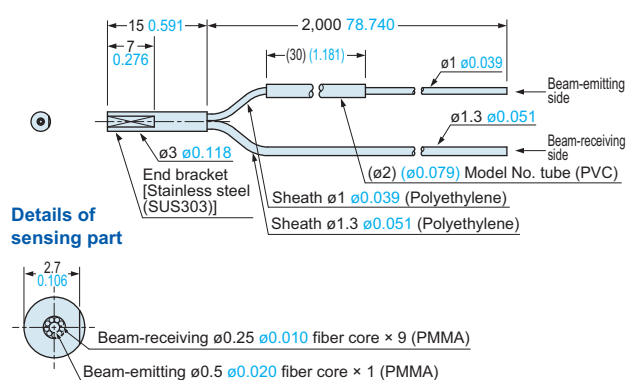 15 0.591
2,000 78.740
7
0.276
(30) (1.181)
ø1 ø0.039
Beam-emitting
side
ø1.3 ø0.051
Beam-receiving
side
ø3 ø0.118
(ø2) (ø0.079) Model No. tube (PVC)
End bracket
[Stainless steel
(SUS303)]
Sheath ø1 ø0.039 (Polyethylene)
Sheath ø1.3 ø0.051 (Polyethylene)
Details of
sensing part
2.7
0.106
Beam-receiving ø0.25 ø0.010 fiber core × 9 (PMMA)
Beam-emitting ø0.5 ø0.020 fiber core × 1 (PMMA)